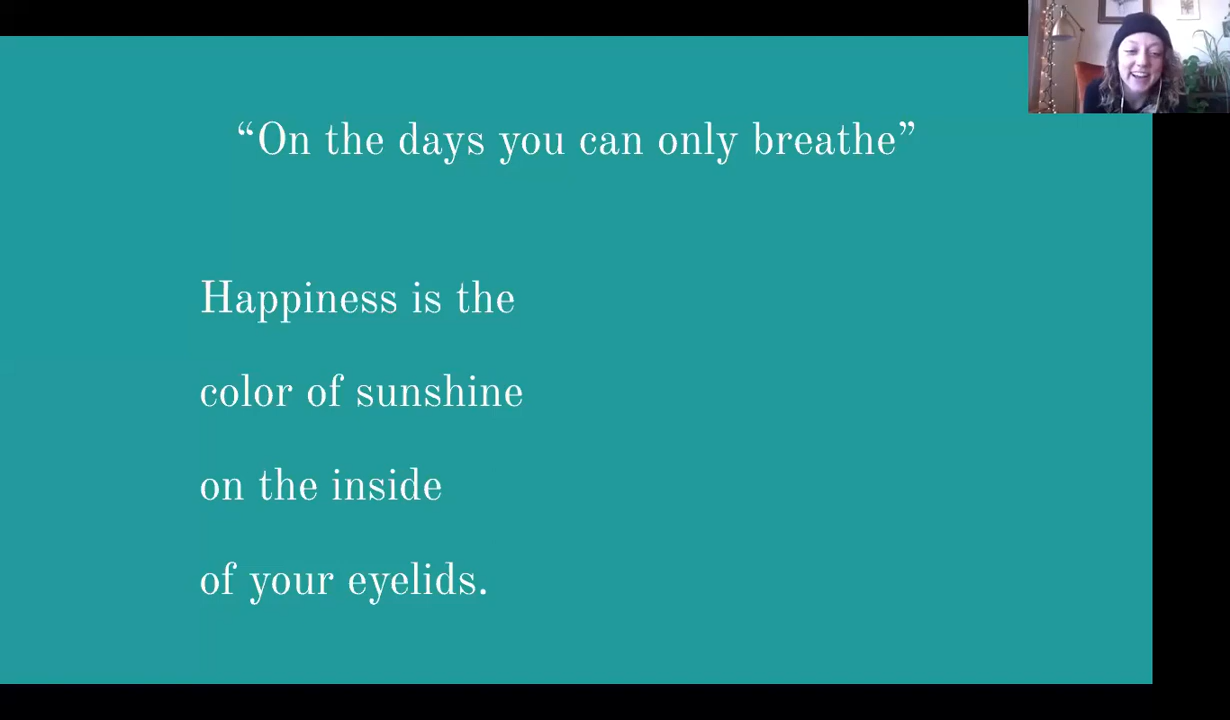 “On the days you can only breathe”
Happiness is the
color of sunshine
on the inside
of your eyelids.